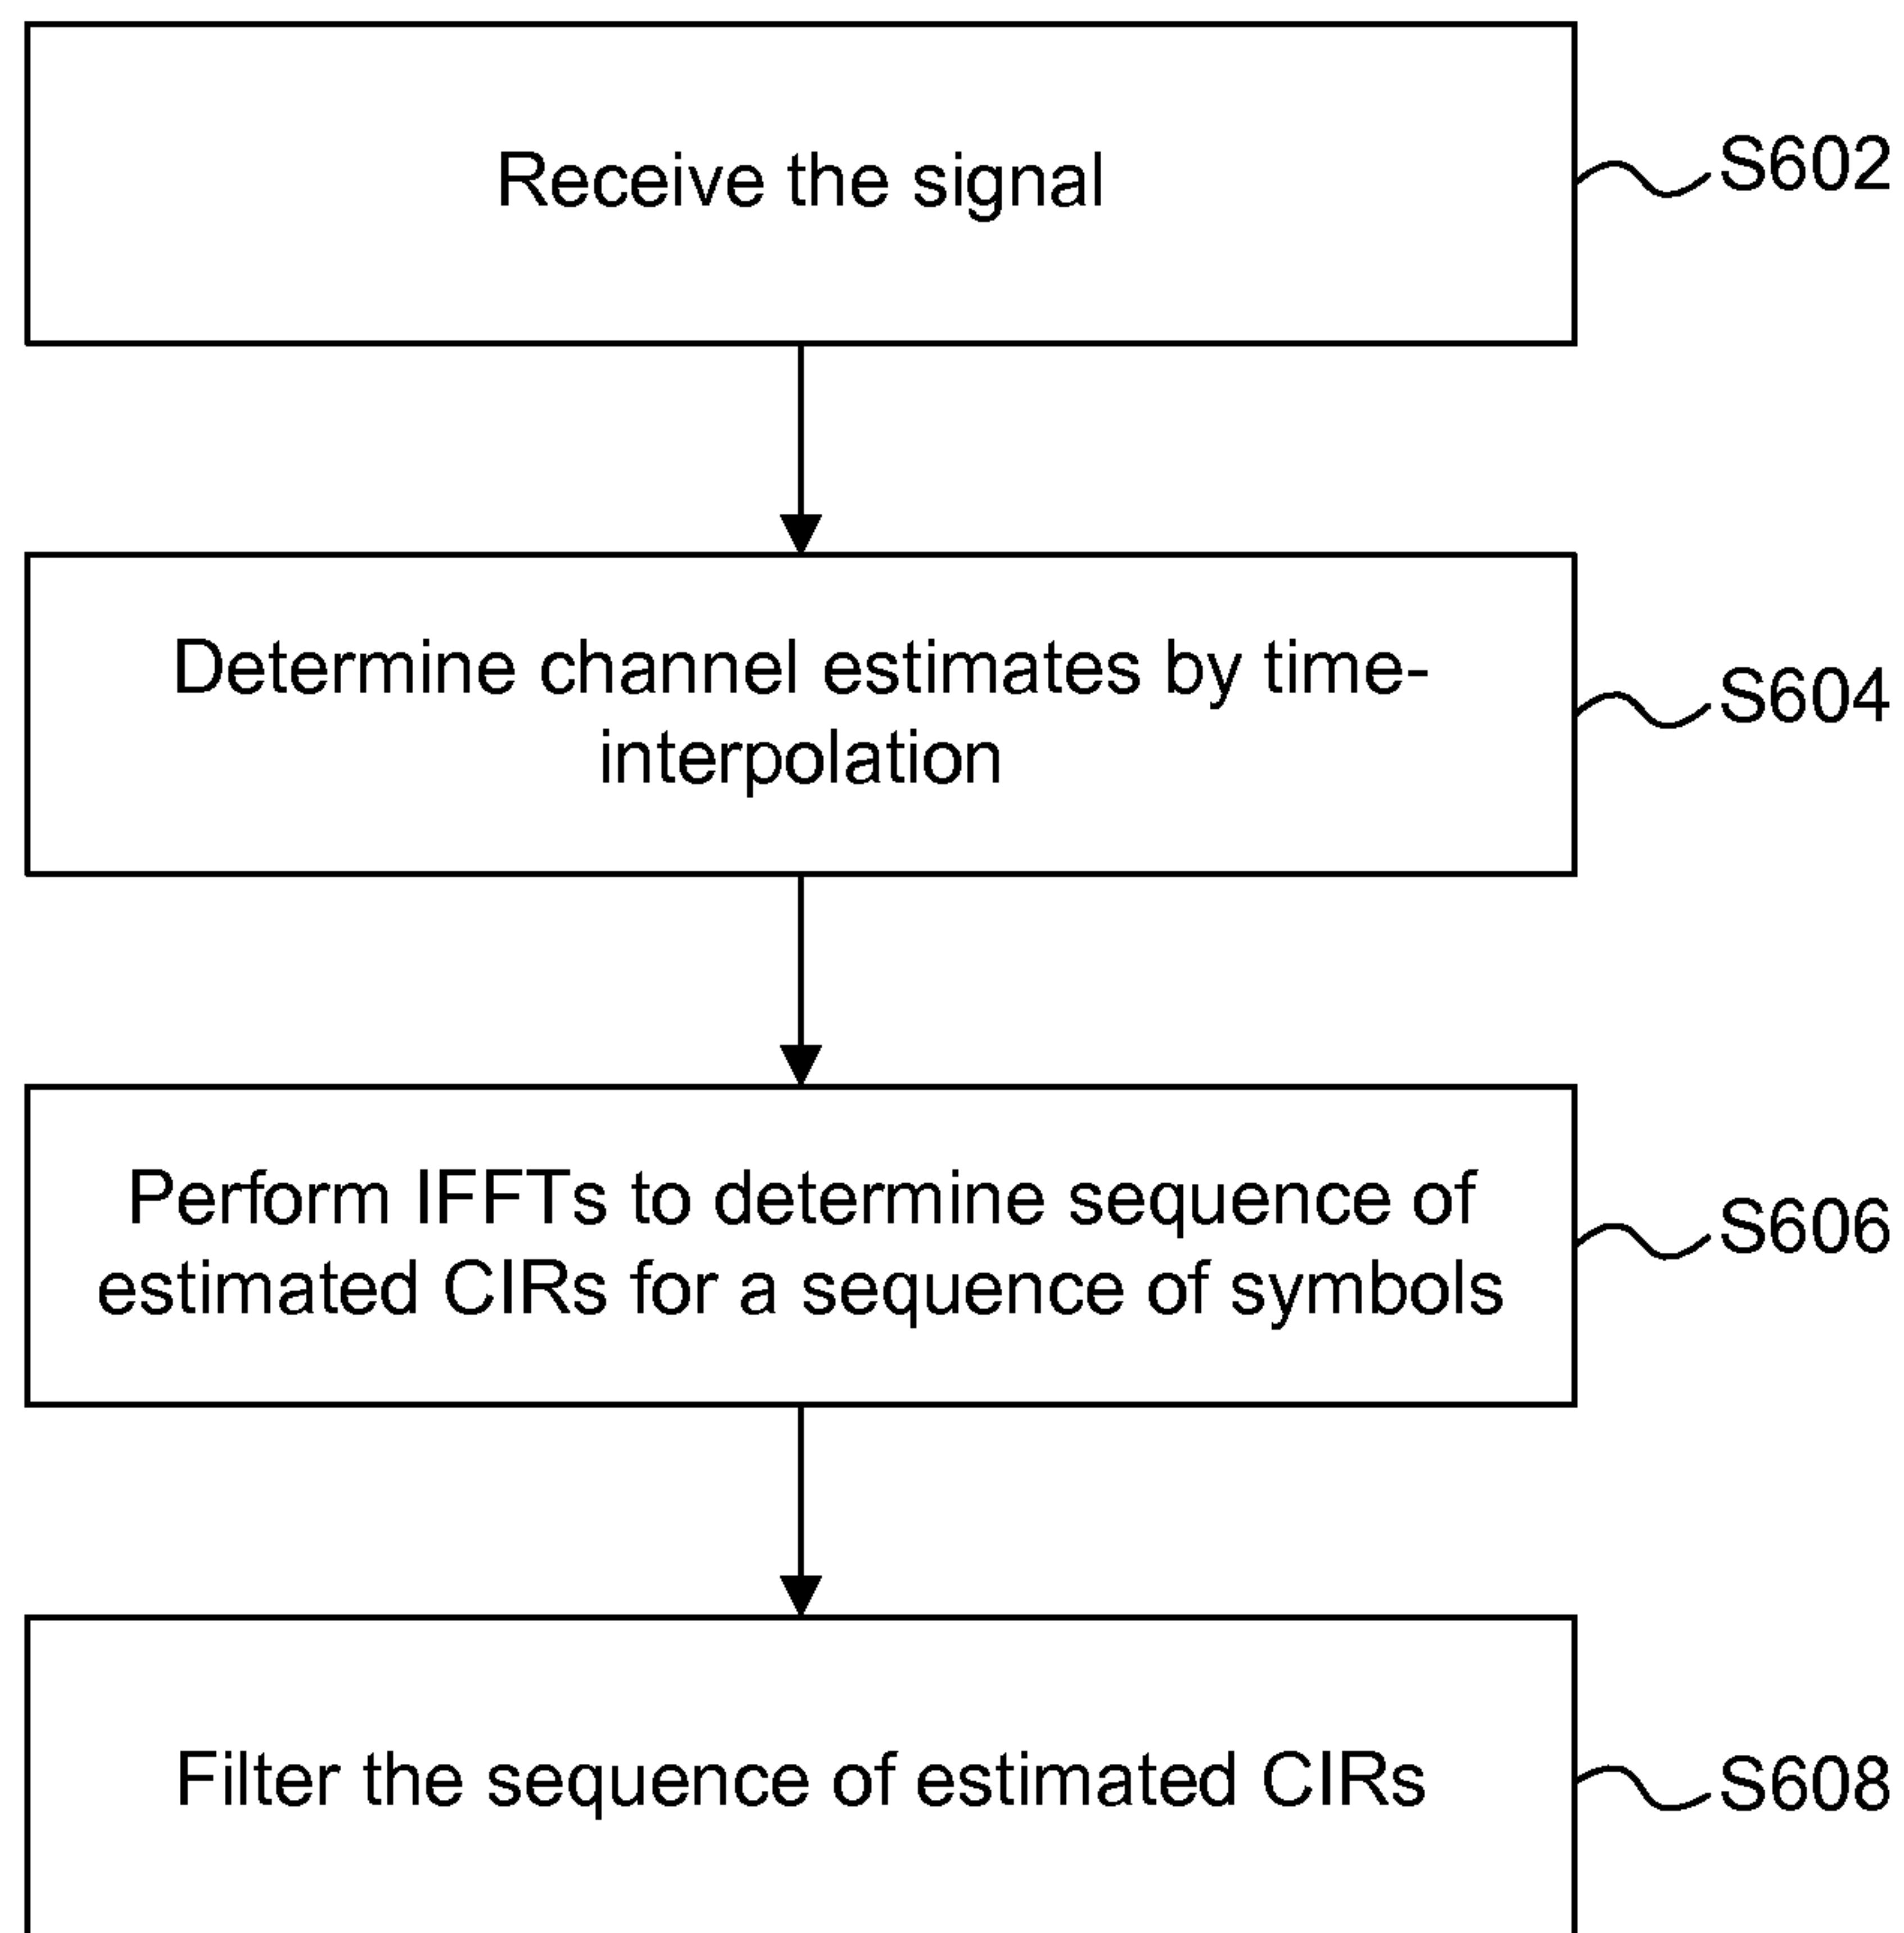 Receive the signal
S602
Determine channel estimates by time-
interpolation
S604
Perform IFFTs to determine sequence of
estimated CIRs for a sequence of symbols
S606
Filter the sequence of estimated CIRs
S608